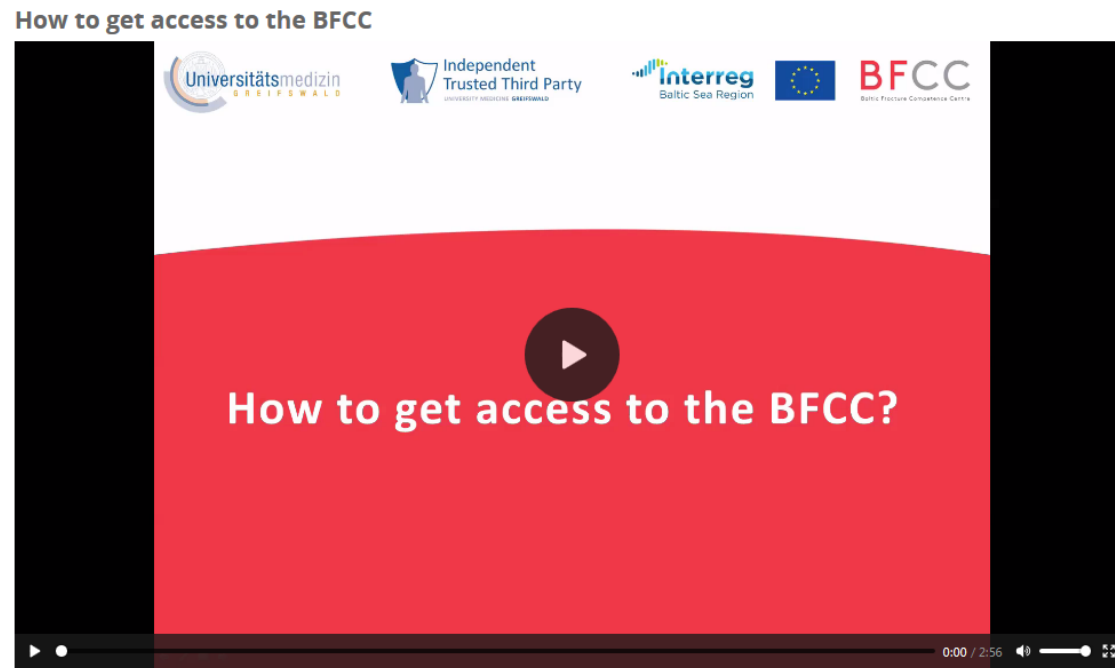 How to get access to the BFCC
Universitätsmedizin
GREIFSWALD
Independent
Trusted Third Party
UNIVERSITY MEDICINE GREIFSWALD
Interreg
Baltic Sea Region
BFCC
Baltic Fracture Competence Centre
How to get access to the BFCC?
0:00 / 2:56